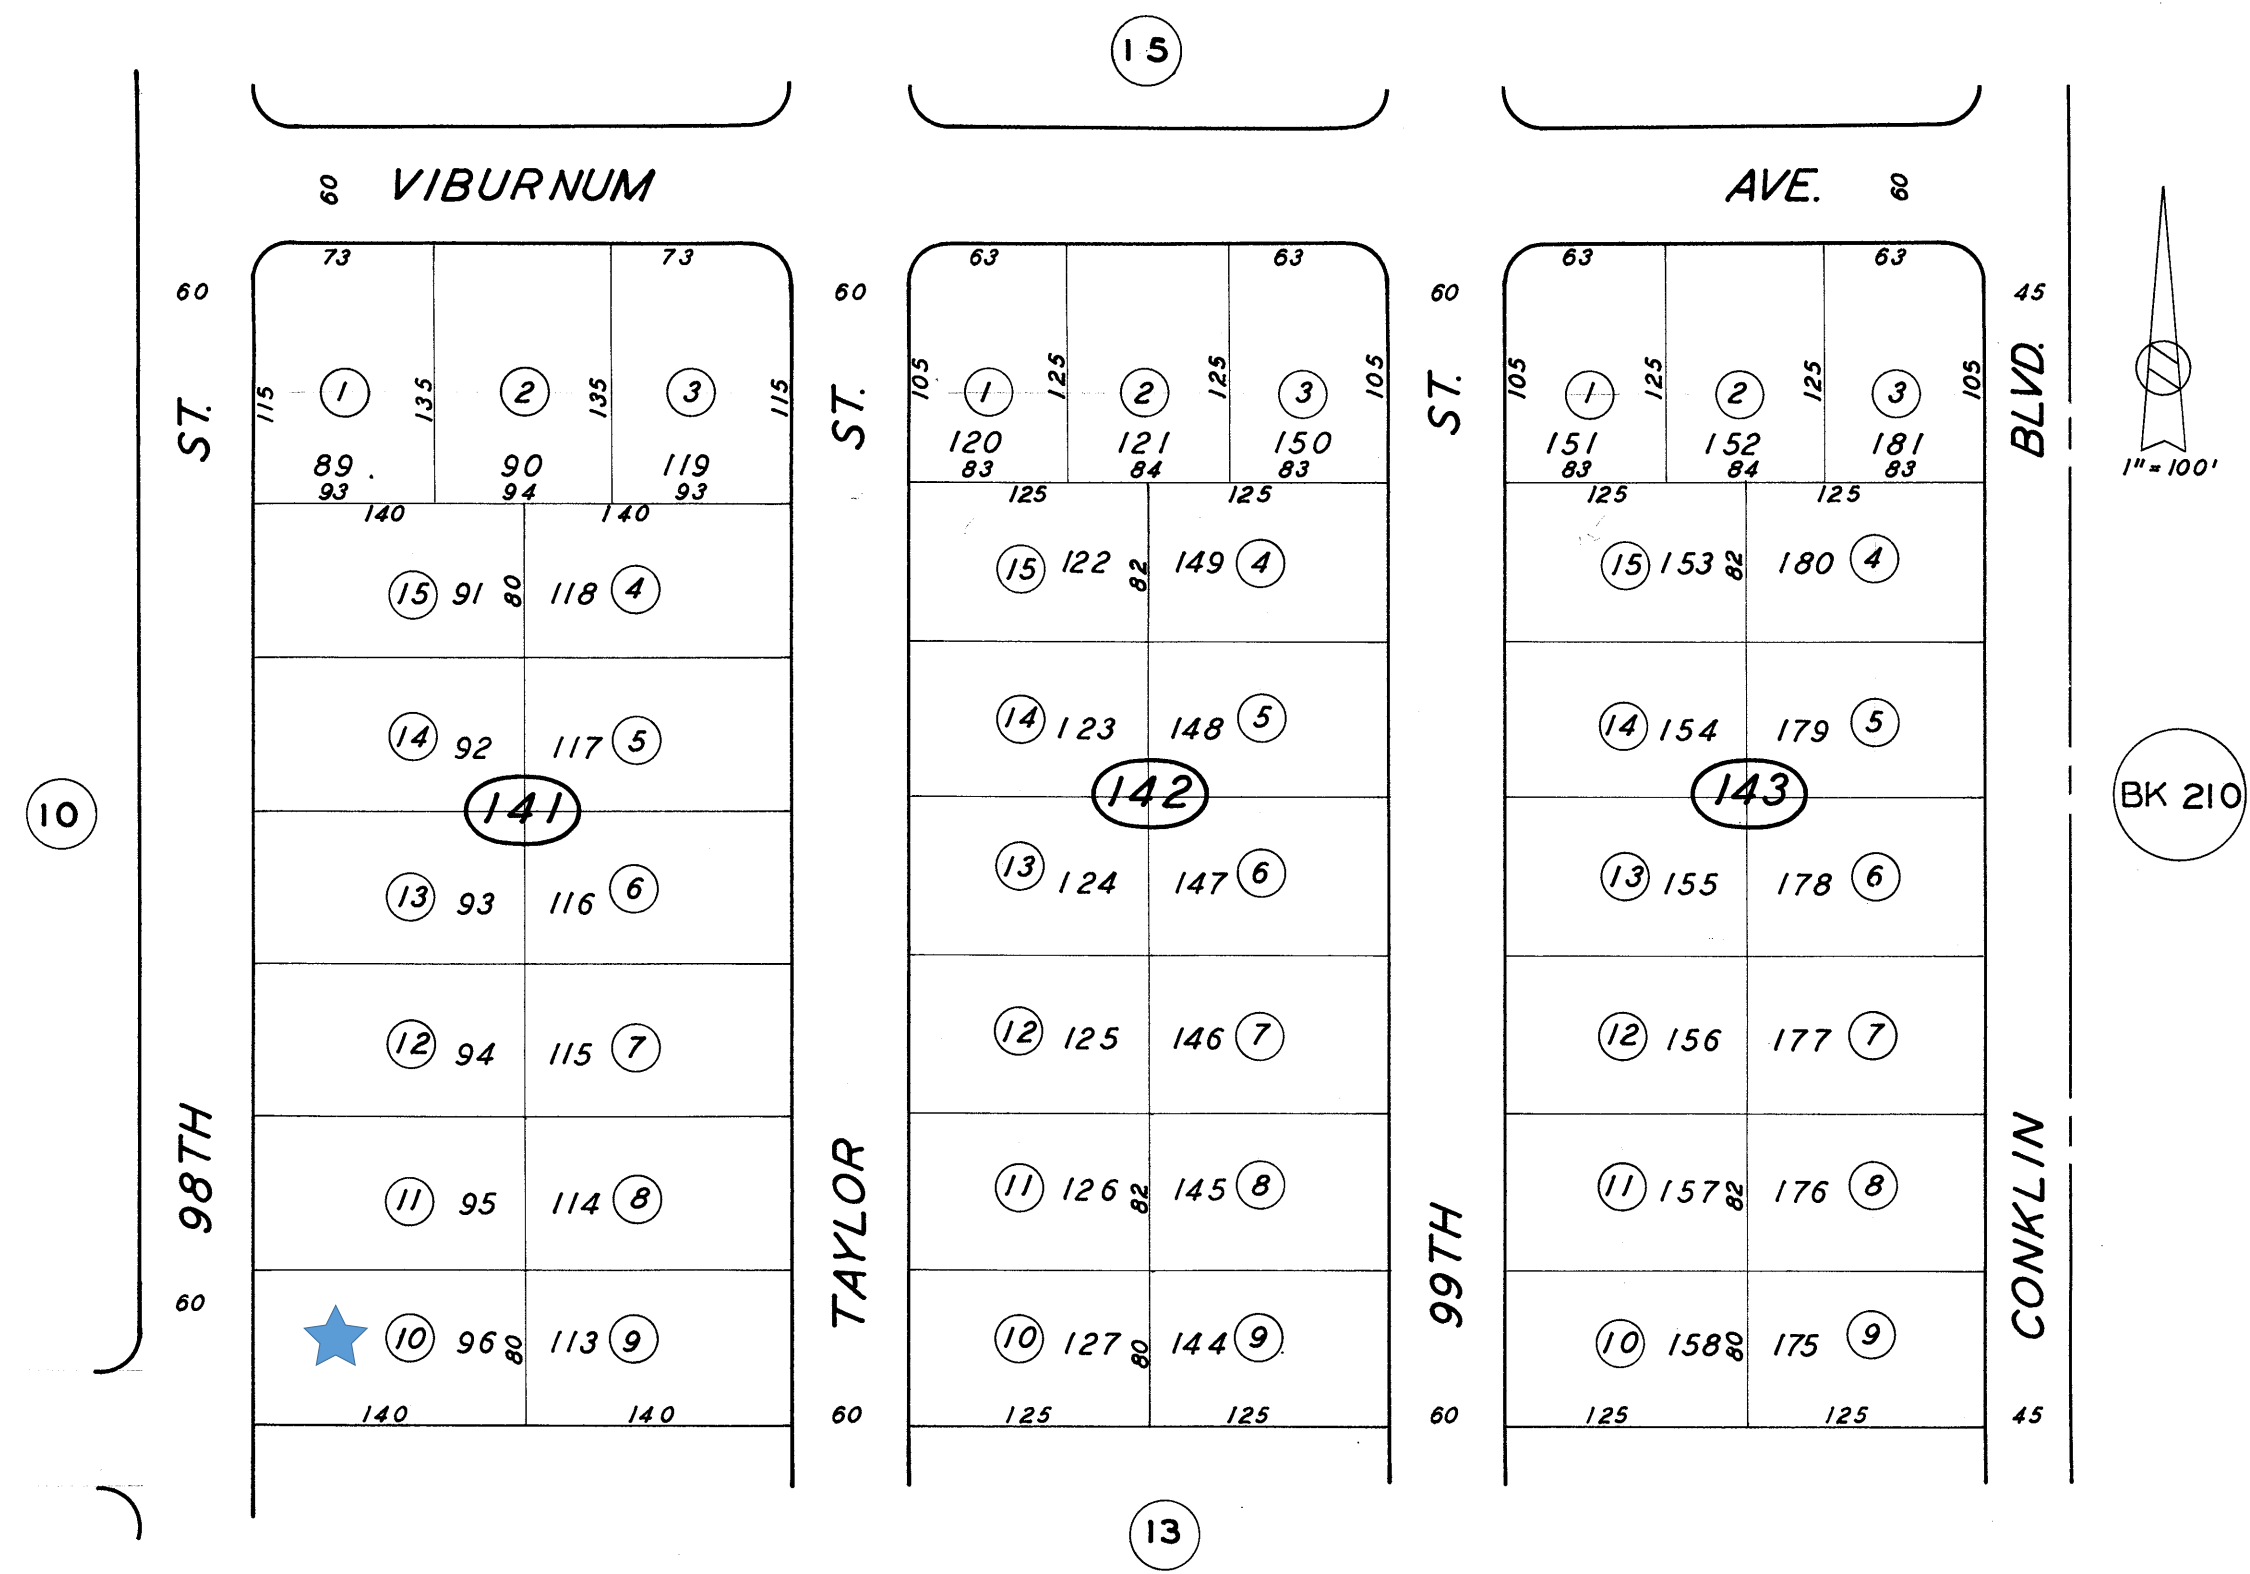 15
60 VIBURNUM AVE. 60
73 73 63 63 63 63
60 60 60 45
ST. ST. ST. BLVD.
115 1 135 2 135 3 115 105 1 125 2 125 3 105 105 1 125 2 125 3 105
89 90 119 120 121 150 151 152 181
93 94 93 83 84 83 83 84 83
1" = 100'
140 140 125 125 125 125
15 91 80 118 4 15 122 82 149 4 15 153 82 180 4
14 92 117 5 14 123 148 5 14 154 179 5
10 141 142 143 BK 210
13 93 116 6 13 124 147 6 13 155 178 6
12 94 115 7 12 125 146 7 12 156 177 7
98TH TAYLOR 99TH CONKLIN
11 95 114 8 11 126 82 145 8 11 157 82 176 8
60
10 96 80 113 9 10 127 80 144 9 10 158 80 175 9
140 140 60 125 125 60 125 125 45
13